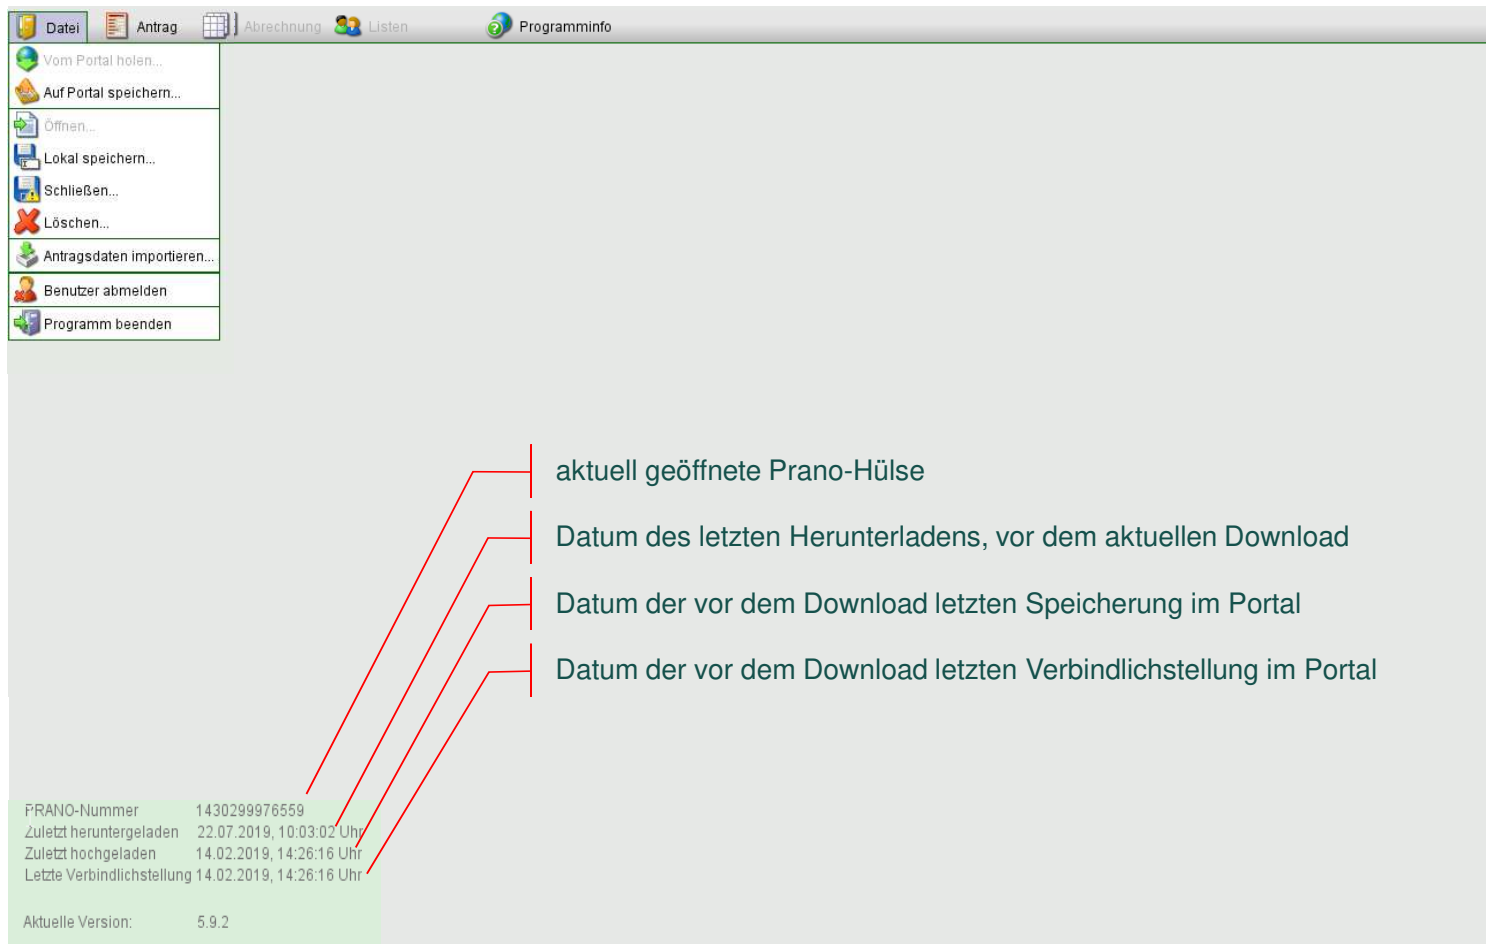 Datei Antrag Abrechnung Listen Programminfo
Vom Portal holen...
Auf Portal speichern...
Öffnen...
Lokal speichern...
Schließen...
Löschen...
Antragsdaten importieren...
Benutzer abmelden
Programm beenden
aktuell geöffnete Prano-Hülse
Datum des letzten Herunterladens, vor dem aktuellen Download
Datum der vor dem Download letzten Speicherung im Portal
Datum der vor dem Download letzten Verbindlichstellung im Portal
PRANO-Nummer 1430299976559
Zuletzt heruntergeladen 22.07.2019, 10:03:02 Uhr
Zuletzt hochgeladen 14.02.2019, 14:26:16 Uhr
Letzte Verbindlichstellung 14.02.2019, 14:26:16 Uhr
Aktuelle Version: 5.9.2